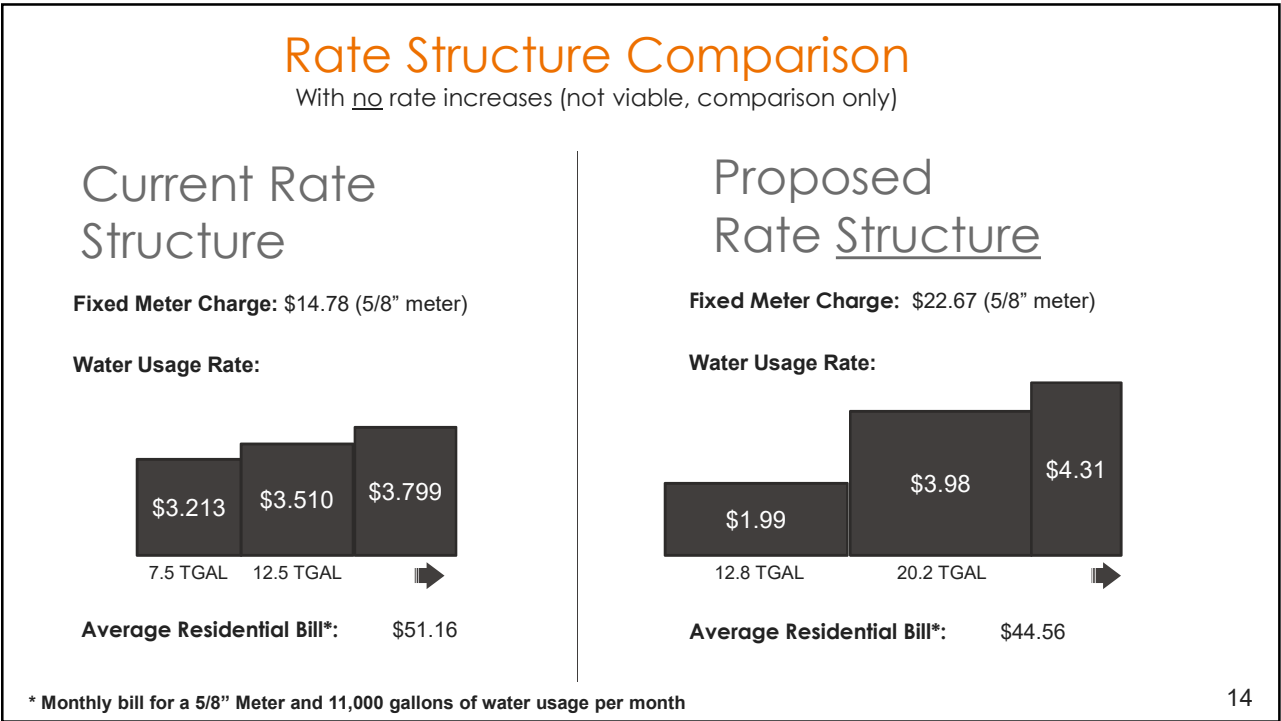 Rate Structure Comparison
With no rate increases (not viable, comparison only)
Current Rate
Structure
Fixed Meter Charge: $14.78 (5/8” meter)
Water Usage Rate:
$3.213
$3.510
$3.799
7.5 TGAL
12.5 TGAL
Average Residential Bill*: $51.16
Proposed
Rate Structure
Fixed Meter Charge: $22.67 (5/8” meter)
Water Usage Rate:
$1.99
$3.98
$4.31
12.8 TGAL
20.2 TGAL
Average Residential Bill*: $44.56
* Monthly bill for a 5/8” Meter and 11,000 gallons of water usage per month
14